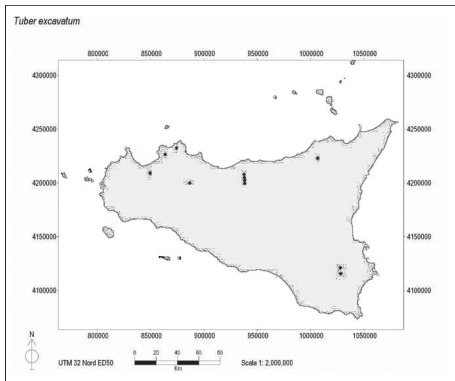 Tuber excavatum
800000 850000 900000 950000 1000000 1050000
4300000 4300000
4250000 4250000
4200000 4200000
4150000 4150000
4100000 4100000
800000 850000 900000 950000 1000000 1050000
N
UTM 32 Nord ED50
0 20 40 60 80
Km
Scala 1: 2,000,000